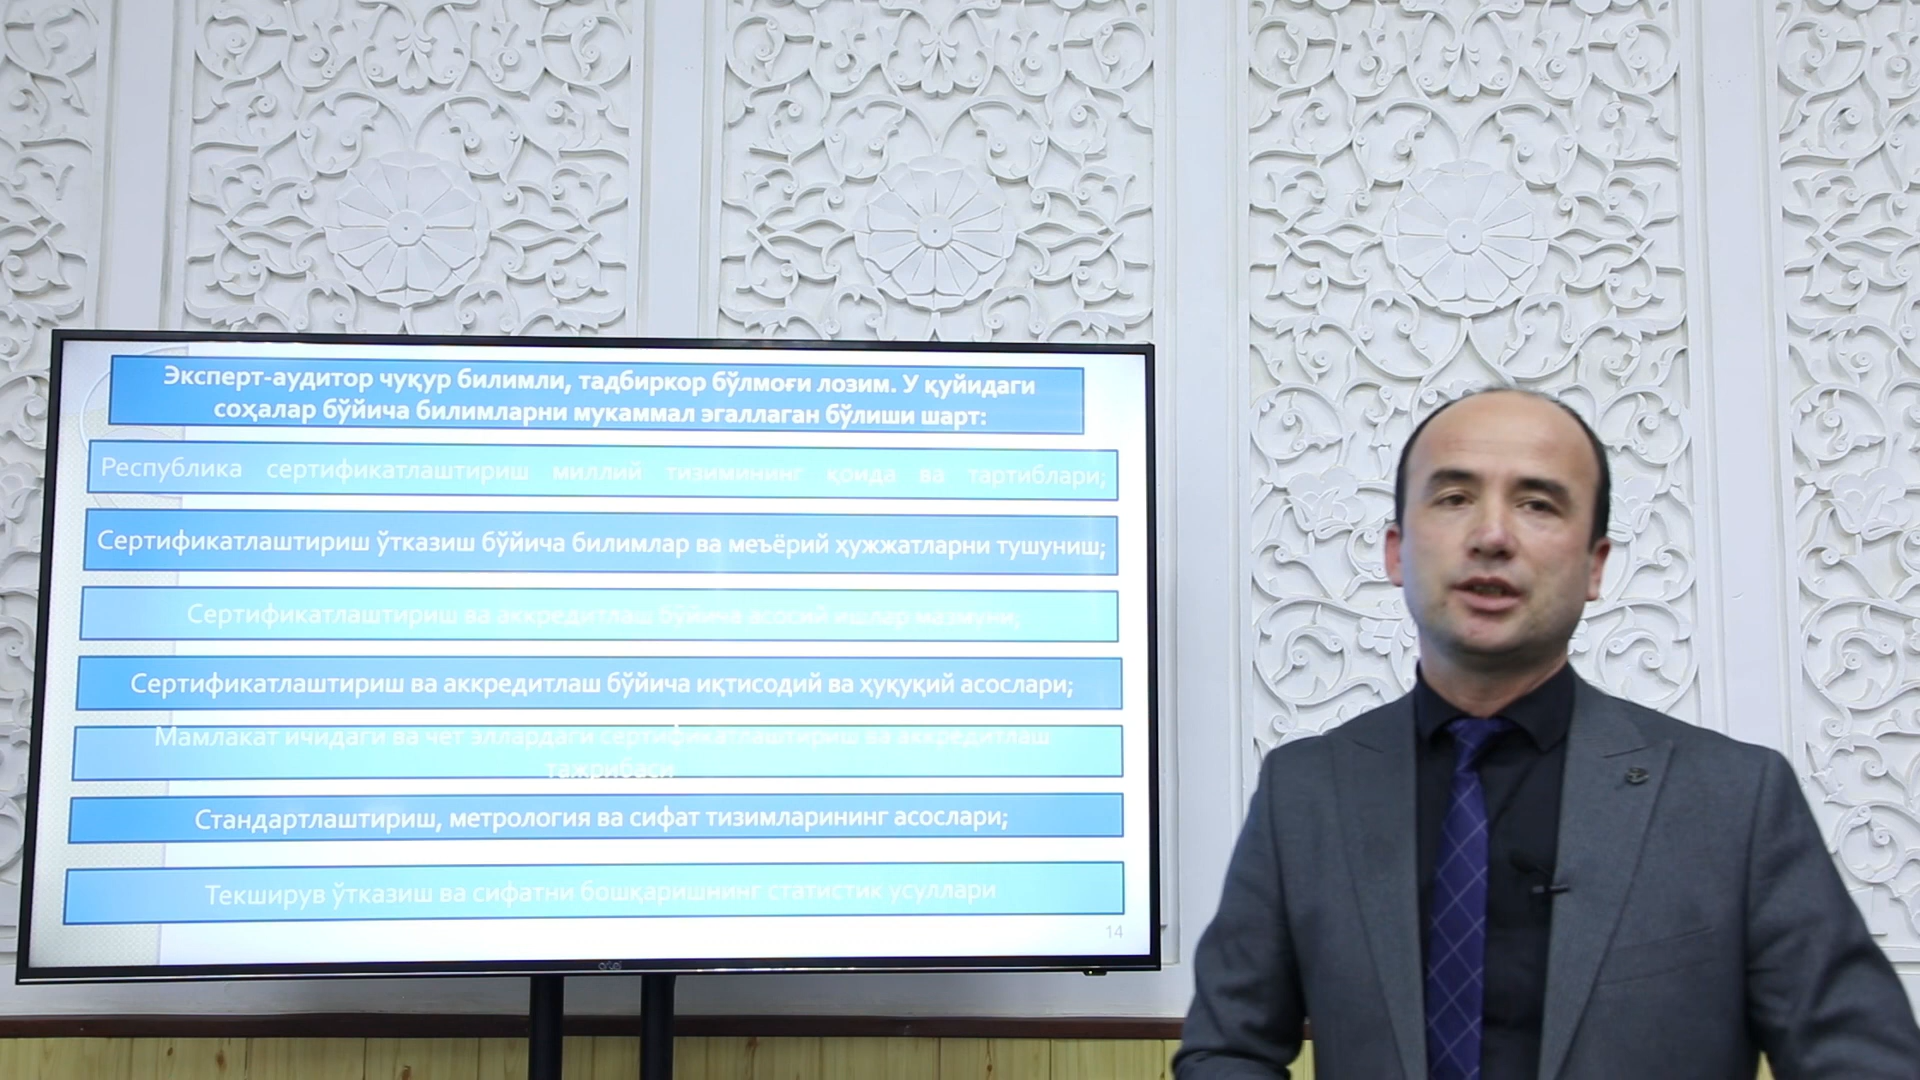 Эксперт-аудитор чуқур билимли, тадбиркор бўлмоғи лозим. У қуйидаги
соҳалар бўйича билимларни мукаммал эгаллаган бўлиши шарт:
Республика сертификатлаштириш миллий тизимининг қоида ва тартиблари;
Сертификатлаштириш ўтказиш бўйича билимлар ва меъёрий ҳужжатларни тушуниш;
Сертификатлаштириш ва аккредитлаш бўйича асосий ишлар мазмуни;
Сертификатлаштириш ва аккредитлаш бўйича иқтисодий ва ҳуқуқий асослари;
Мамлакат ичидаги ва чет эллардаги сертификатлаштириш ва аккредитлаш
тажрибаси
Стандартлаштириш, метрология ва сифат тизимларининг асослари;
Текширув ўтказиш ва сифатни бошқаришнинг статистик усуллари
14
artel